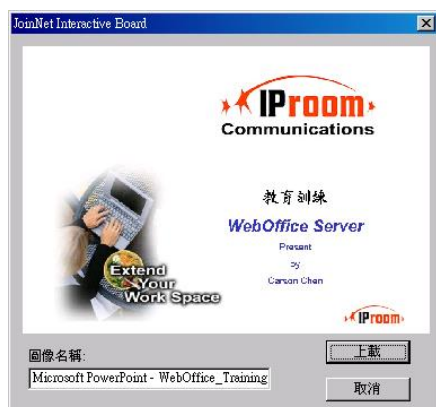 JoinNet Interactive Board
IProom
Communications
教育訓練
WebOffice Server
Present
by
Carson Chen
Extend
Your
Work Space
IProom
圖像名稱:
上載
Microsoft PowerPoint - WebOffice_Training
取消